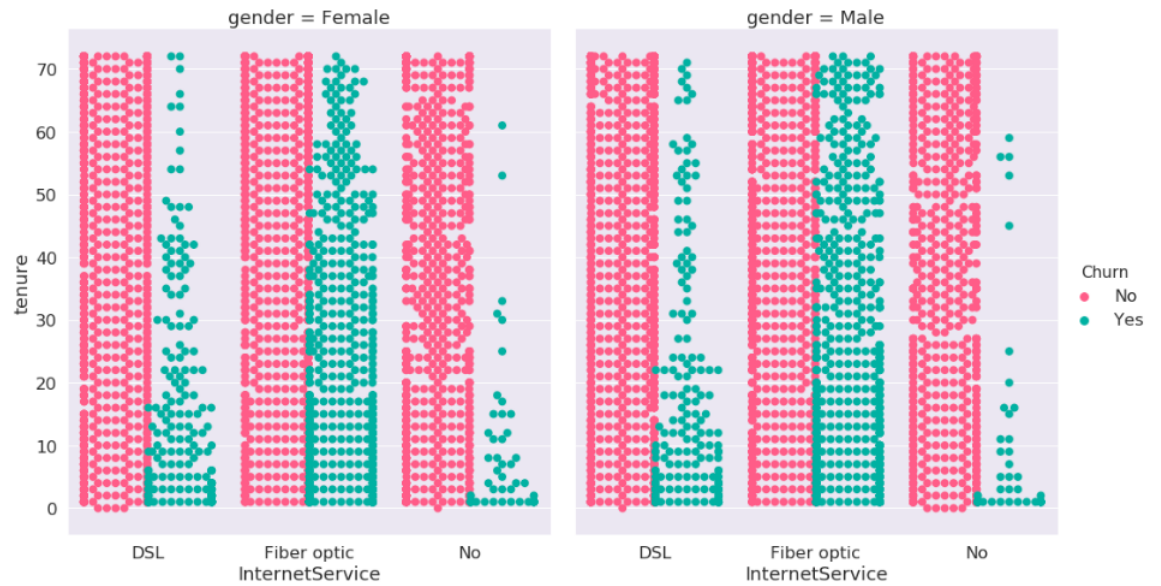 gender = Female
gender = Male
70
60
50
40
30
20
10
0
tenure
DSL
Fiber optic
No
InternetService
DSL
Fiber optic
No
InternetService
Churn
No
Yes